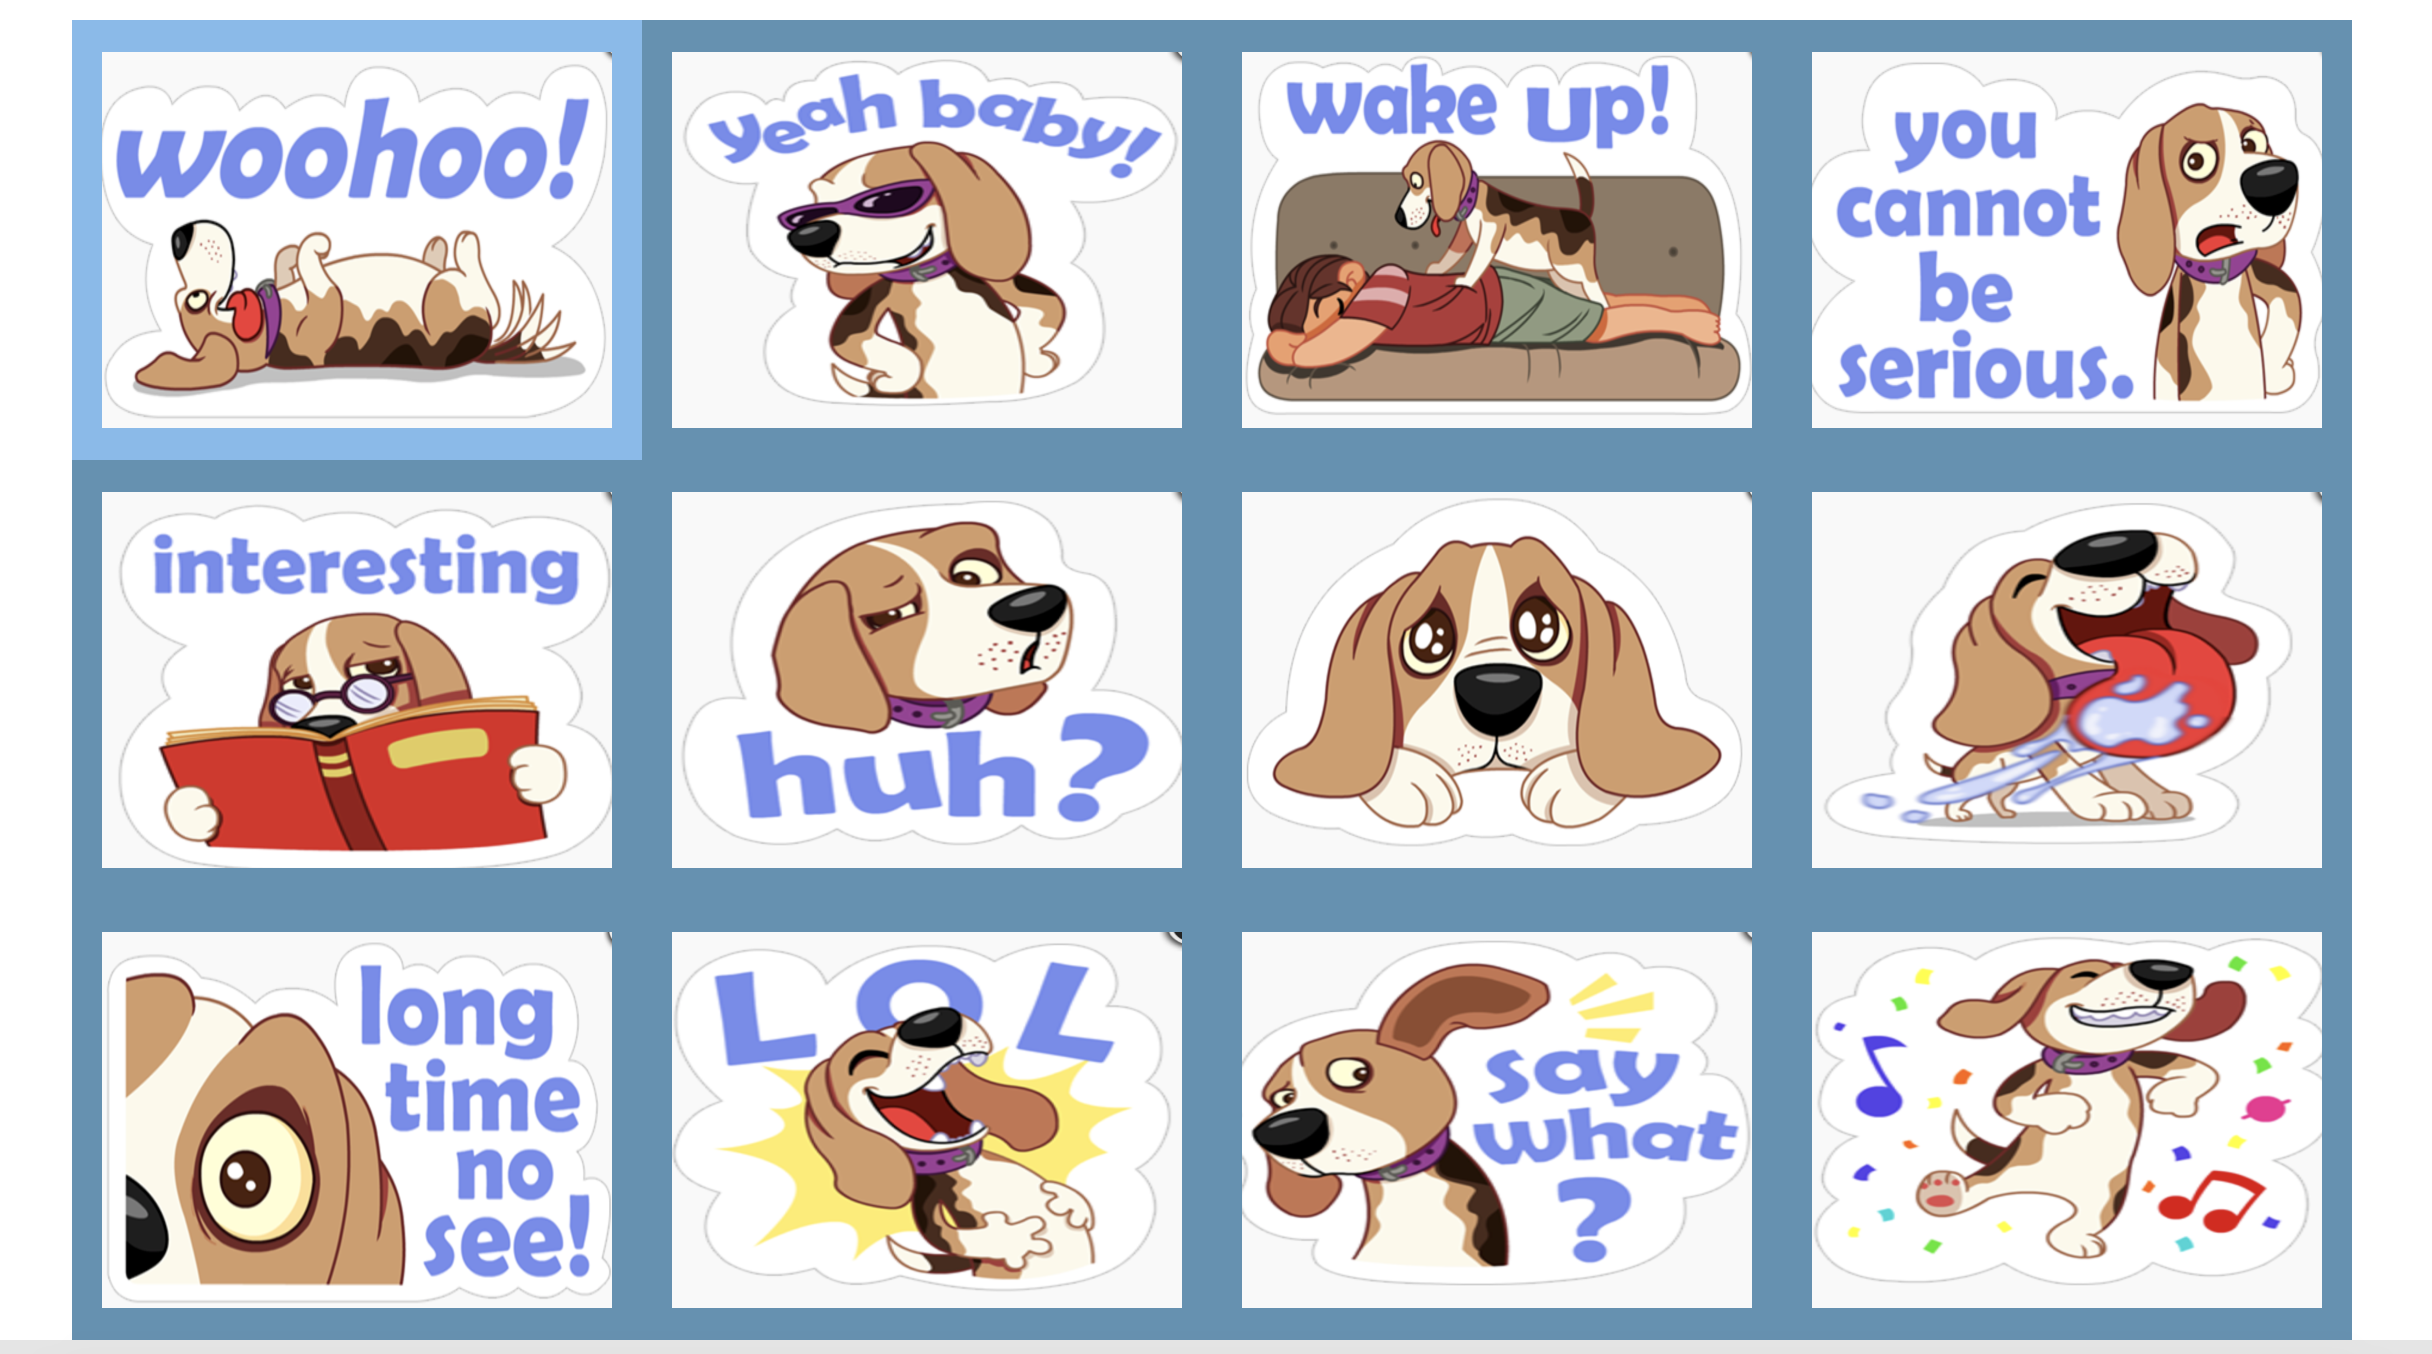 woohoo!
yeah baby!
wake up!
you
cannot
be
serious.
interesting
huh?
long
time
no
see!
LOL
say
what
?